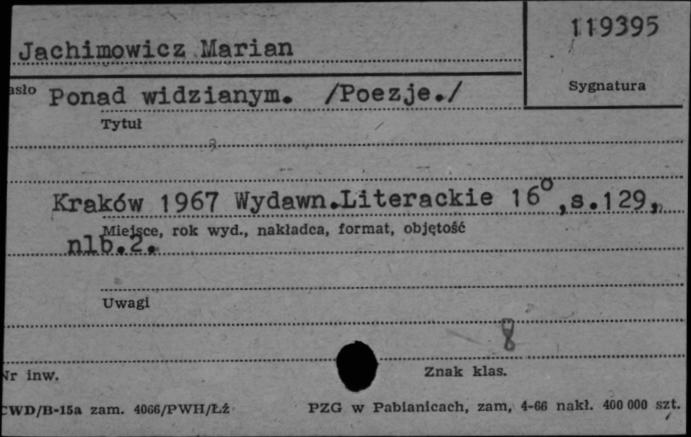 Jachimowicz Marian
119395
Sygnatura
asło Ponad widzianym. /Poezje./
Tytuł
Kraków 1967 Wydawn.Literackie 16°,s.129,
Miejsce, rok wyd., nakładca, format, objętość
nlb.2.
Uwagi
8
Nr inw.
Znak klas.
CWD/B-15a zam. 4066/PWH/Łź
PZG w Pabianicach, zam, 4-66 nakł. 400 000 szt.